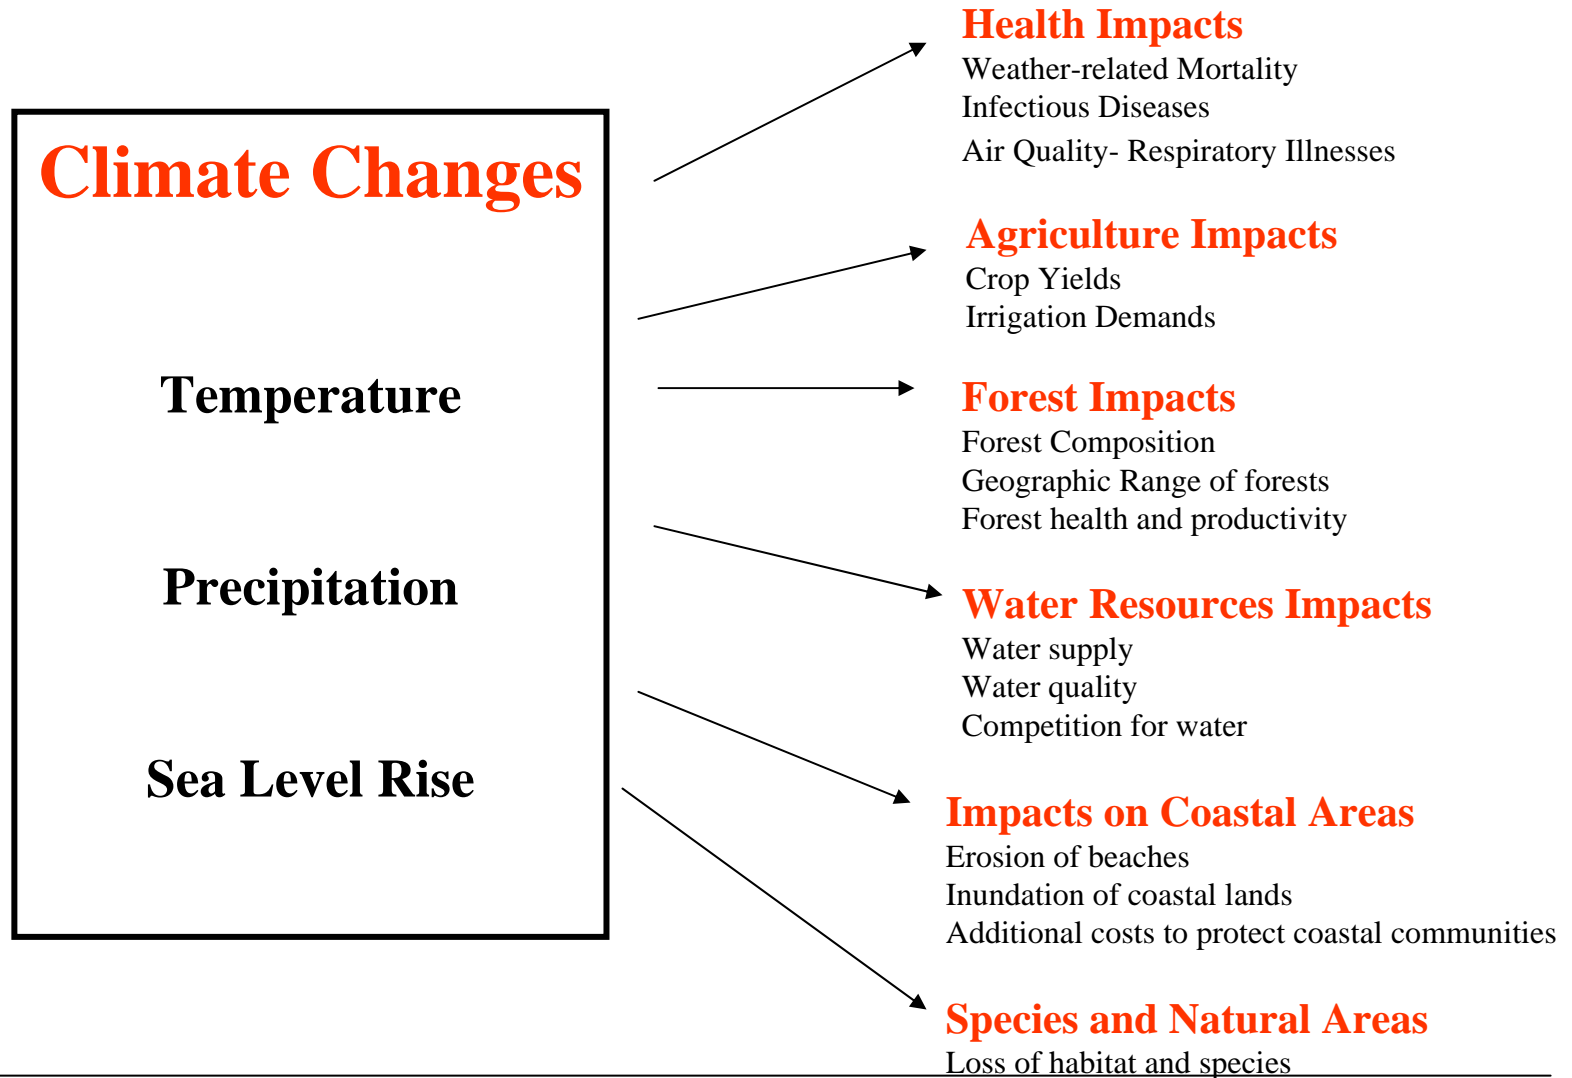 Climate Changes
Temperature
Precipitation
Sea Level Rise
Health Impacts
Weather-related Mortality
Infectious Diseases
Air Quality- Respiratory Illnesses
Agriculture Impacts
Crop Yields
Irrigation Demands
Forest Impacts
Forest Composition
Geographic Range of forests
Forest health and productivity
Water Resources Impacts
Water supply
Water quality
Competition for water
Impacts on Coastal Areas
Erosion of beaches
Inundation of coastal lands
Additional costs to protect coastal communities
Species and Natural Areas
Loss of habitat and species